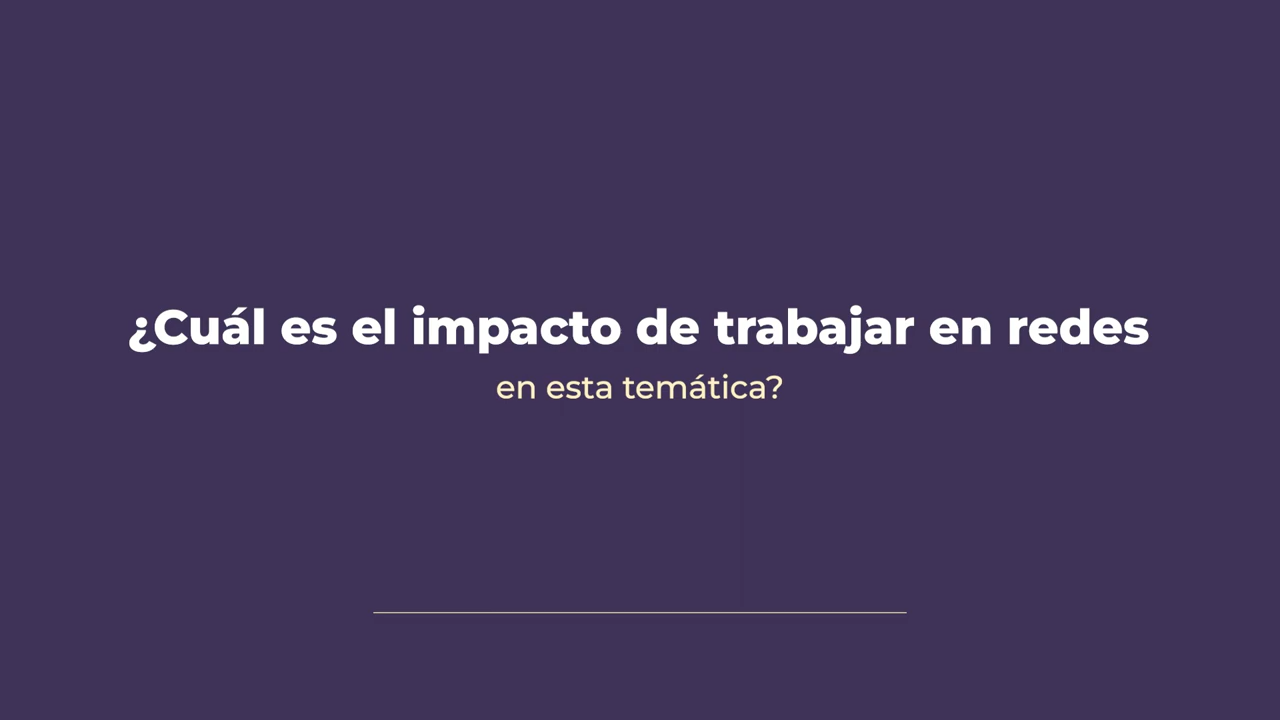 ¿Cuál es el impacto de trabajar en redes
en esta temática?